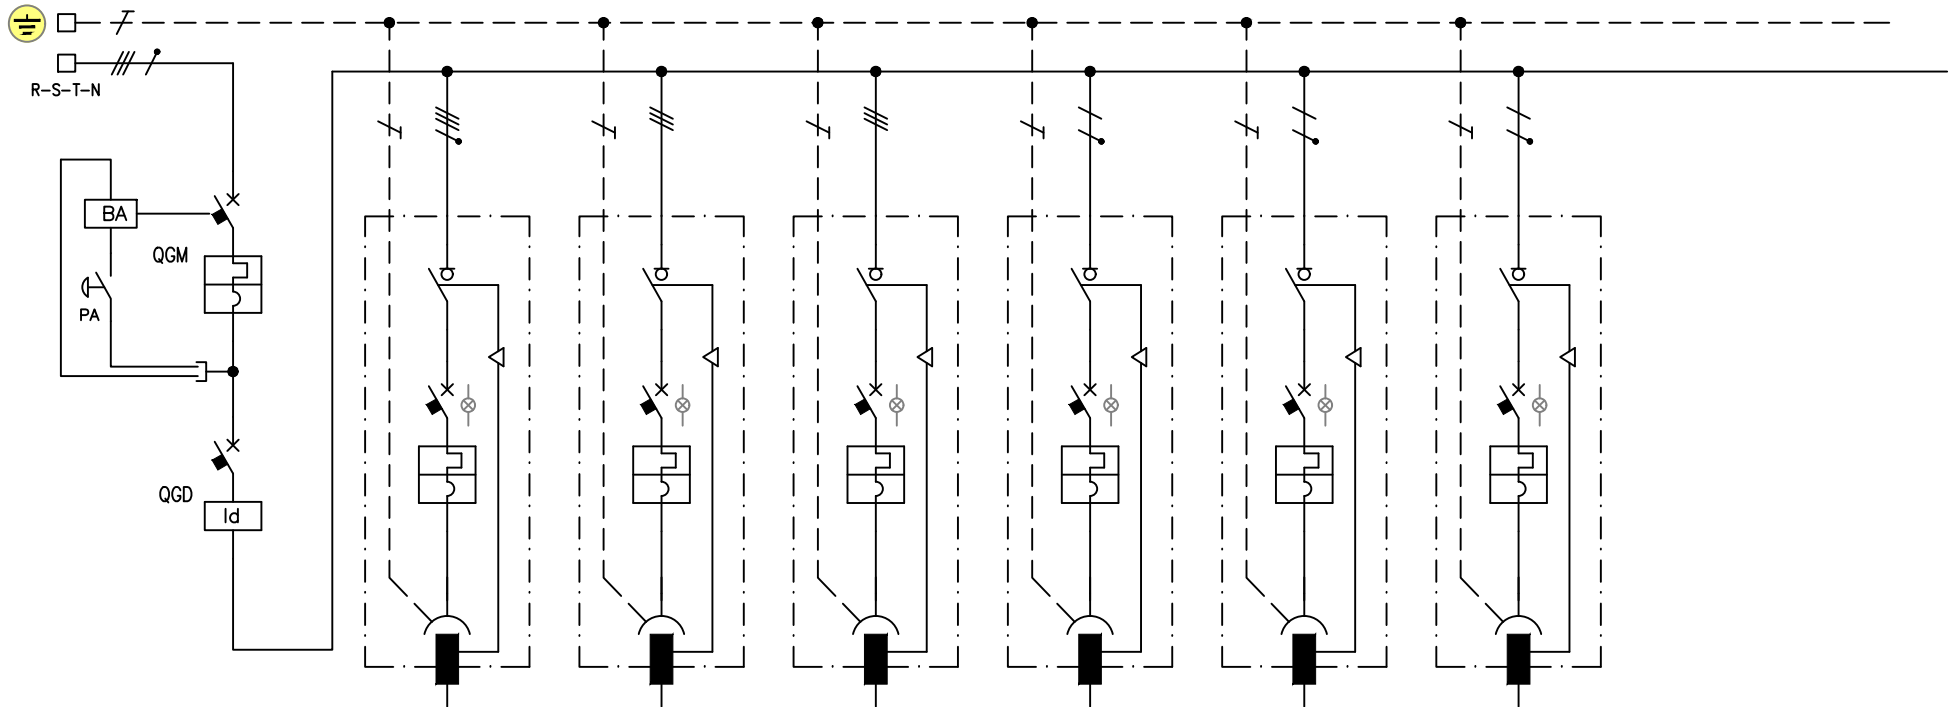 R-S-T-N
BA
QGM
PA
QGD
Id